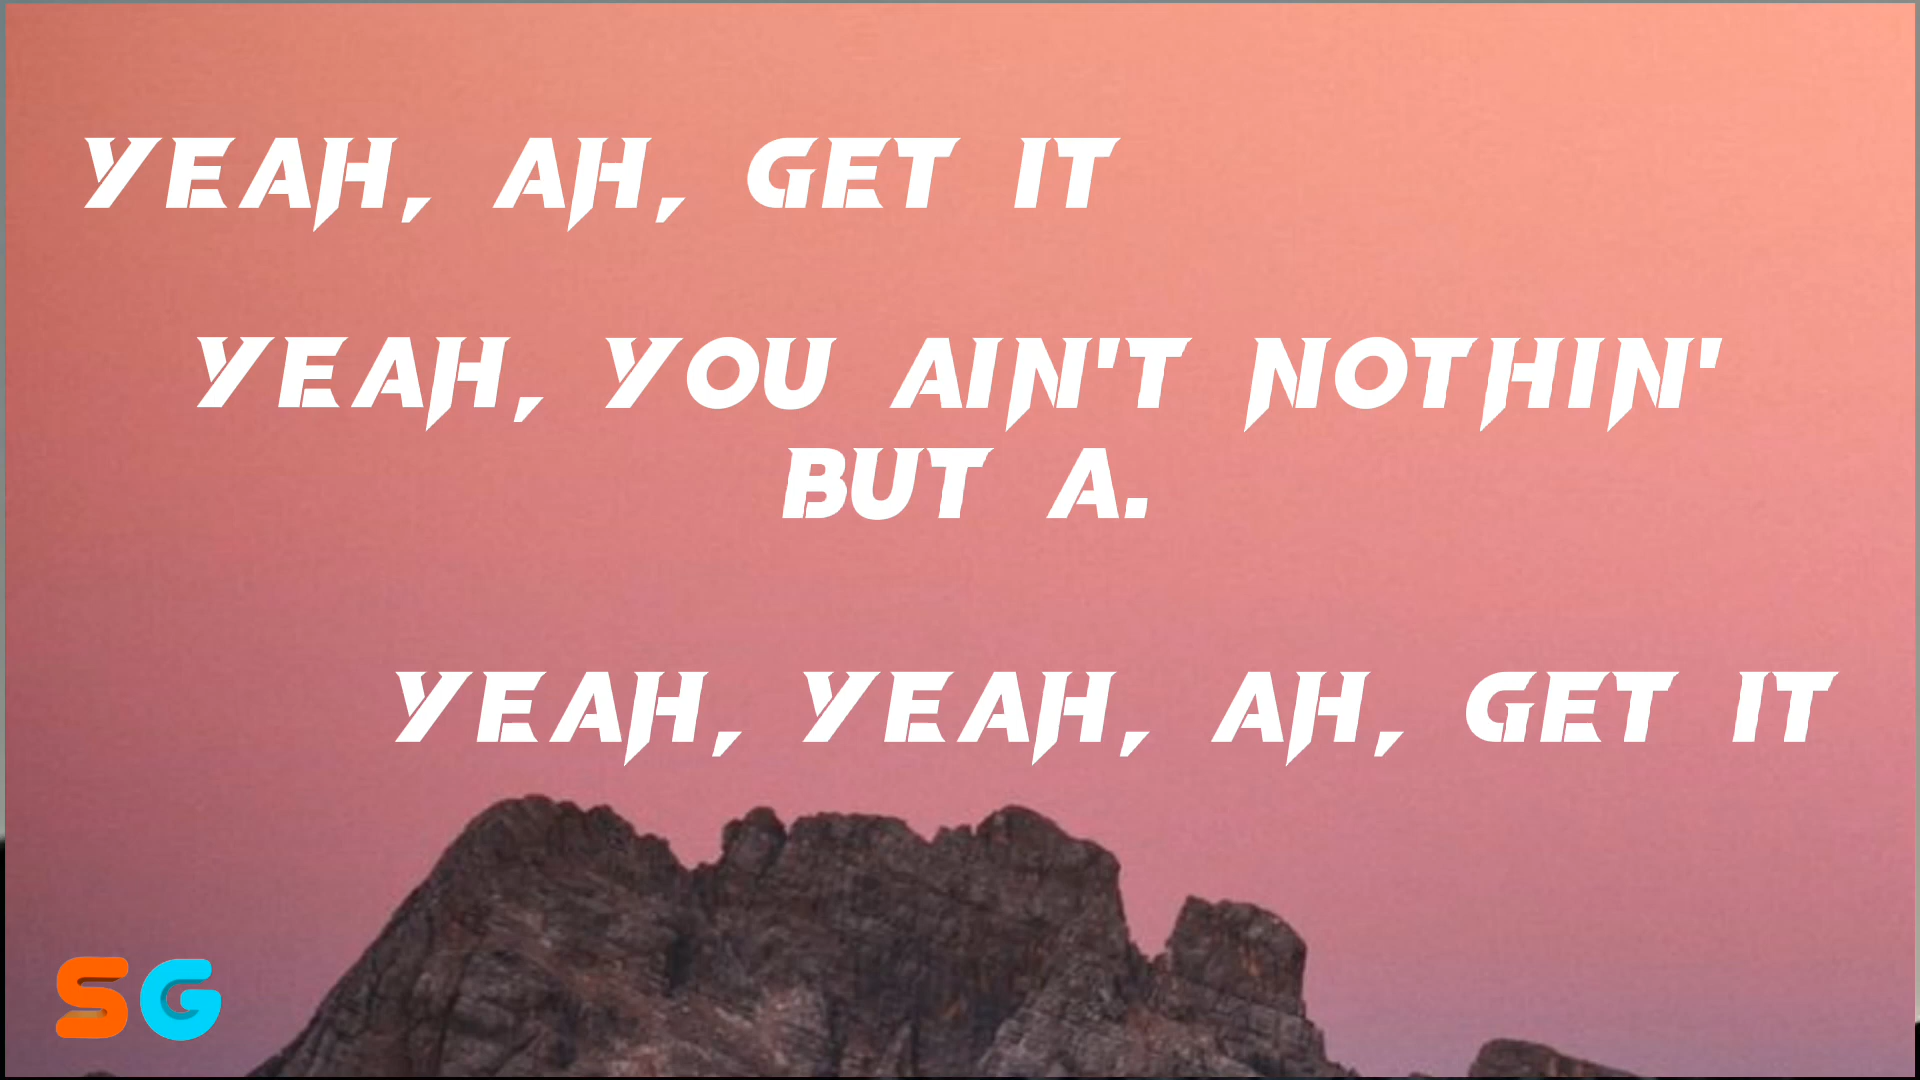 YEAH, AH, GET IT
YEAH, YOU AIN'T NOTHIN'
BUT A.
YEAH, YEAH, AH, GET IT
SG